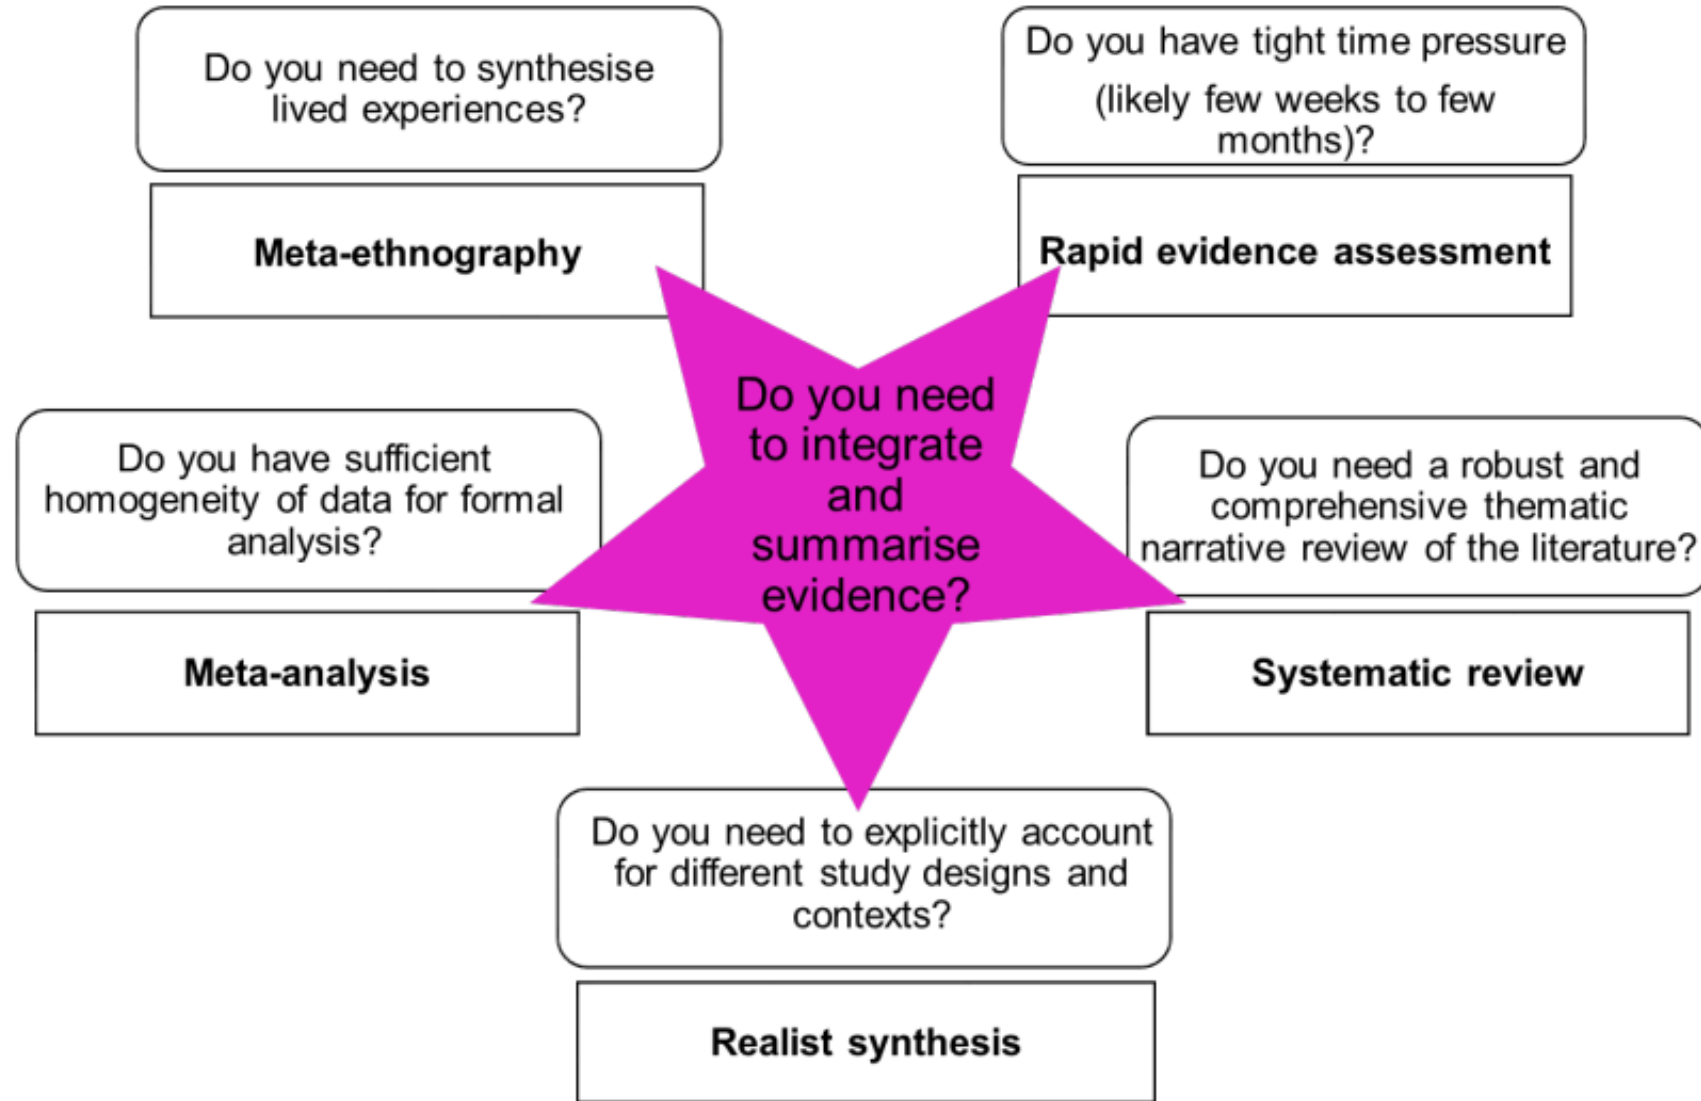 Do you need to synthesise
lived experiences?
Meta-ethnography
Do you have tight time pressure
(likely few weeks to few
months)?
Rapid evidence assessment
Do you need
to integrate
and
summarise
evidence?
Do you have sufficient
homogeneity of data for formal
analysis?
Meta-analysis
Do you need a robust and
comprehensive thematic
narrative review of the literature?
Systematic review
Do you need to explicitly account
for different study designs and
contexts?
Realist synthesis